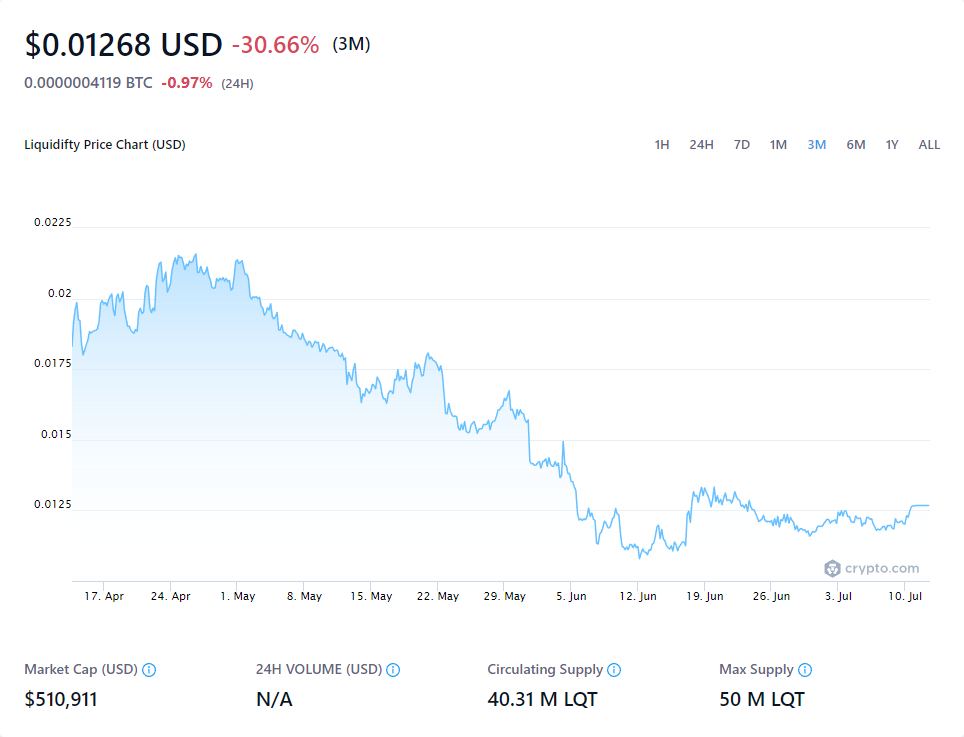 $0.01268 USD -30.66% (3M)
0.0000004119 BTC -0.97% (24H)
Liquidifty Price Chart (USD)
1H 24H 7D 1M 3M 6M 1Y ALL
0.0225
0.02
0.0175
0.015
0.0125
crypto.com
17. Apr 24. Apr 1. May 8. May 15. May 22. May 29. May 5. Jun 12. Jun 19. Jun 26. Jun 3. Jul 10. Jul
Market Cap (USD) 24H VOLUME (USD) Circulating Supply Max Supply
$510,911 N/A 40.31 M LQT 50 M LQT